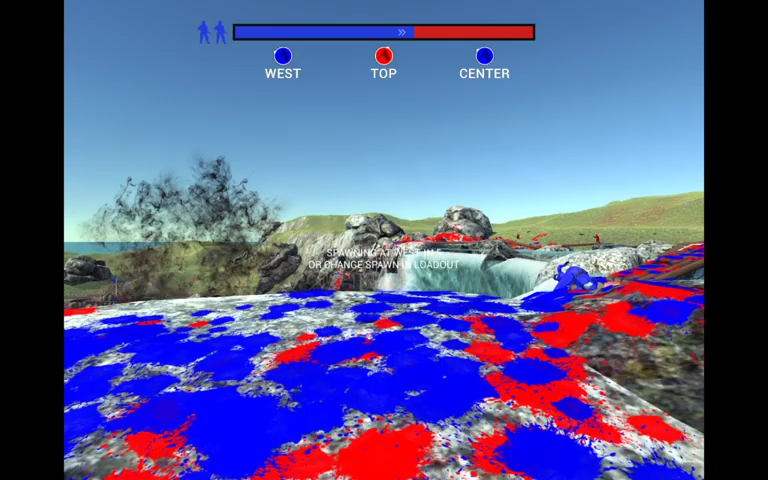 WEST
TOP
CENTER
SPAWNING AT WEST IN
OR CHANGE SPAWN IN LOADOUT